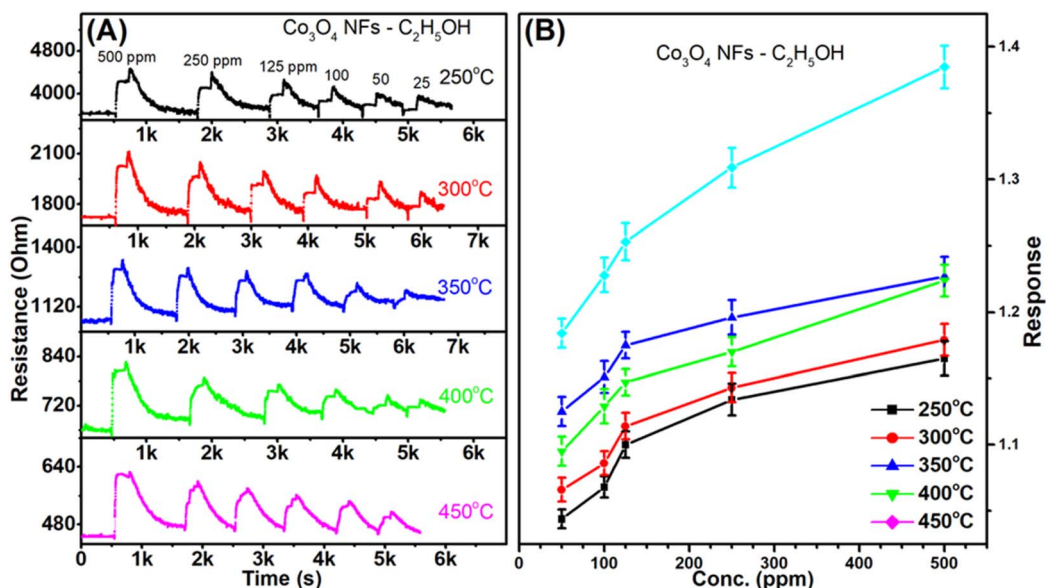 (A)
Co3O4 NFs - C2H5OH
500 ppm 250 ppm 125 ppm 100 50 25
250°C
4800
4000
1k 2k 3k 4k 5k 6k
300°C
2100
1800
1k 2k 3k 4k 5k 6k 7k
350°C
1400
1120
1k 2k 3k 4k 5k 6k 7k
400°C
840
720
1k 2k 3k 4k 5k 6k
450°C
640
480
0 1k 2k 3k 4k 5k 6k
Resistance (Ohm)
Time (s)
(B)
Co3O4 NFs - C2H5OH
1.4
1.3
1.2
1.1
Response
250°C
300°C
350°C
400°C
450°C
0 100 200 300 400 500
Conc. (ppm)